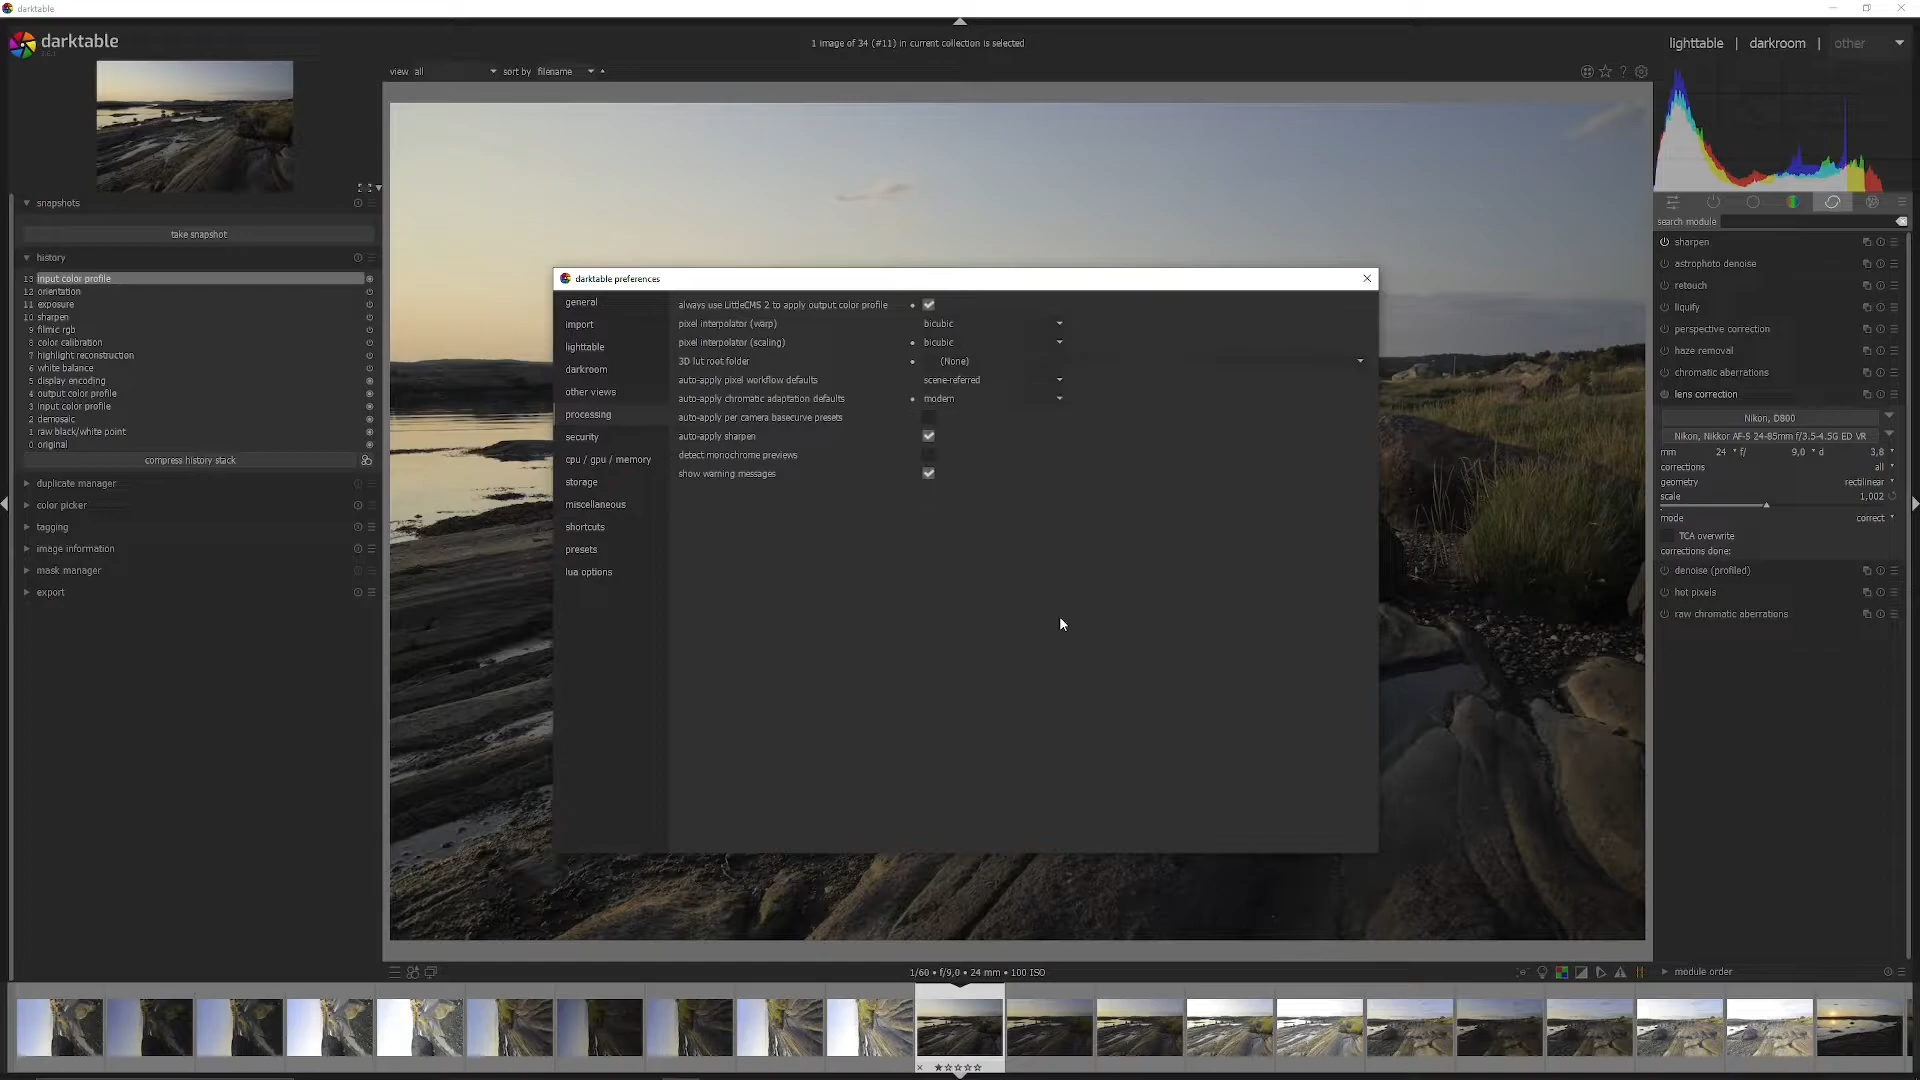 darktable
darktable
1 image of 34 (#11) in current collection is selected
lighttable | darkroom | other
view all sort by filename
snapshots
take snapshot
history
13 input color profile
12 orientation
11 exposure
10 sharpen
9 filmic rgb
8 color calibration
7 highlight reconstruction
6 white balance
5 display encoding
4 output color profile
3 input color profile
2 demosaic
1 raw black/white point
0 original
compress history stack
duplicate manager
color picker
tagging
image information
mask manager
export
darktable preferences
general
import
lighttable
darkroom
other views
processing
security
cpu / gpu / memory
storage
miscellaneous
shortcuts
presets
lua options
always use LittleCMS 2 to apply output color profile
pixel interpolator (warp) bicubic
pixel interpolator (scaling) • bicubic
3D lut root folder • (None)
auto-apply pixel workflow defaults scene-referred
auto-apply chromatic adaptation defaults • modern
auto-apply per camera basecurve presets
auto-apply sharpen
detect monochrome previews
show warning messages
search module
sharpen
astrophoto denoise
retouch
liquify
perspective correction
haze removal
chromatic aberrations
lens correction
Nikon, D800
Nikon, Nikkor AF-S 24-85mm f/3.5-4.5G ED VR
mm 24 f/ 9,0 d 3,8
corrections all
geometry rectilinear
scale 1,002
mode correct
TCA overwrite
corrections done:
denoise (profiled)
hot pixels
raw chromatic aberrations
1/60 • f/9,0 • 24 mm • 100 ISO
module order